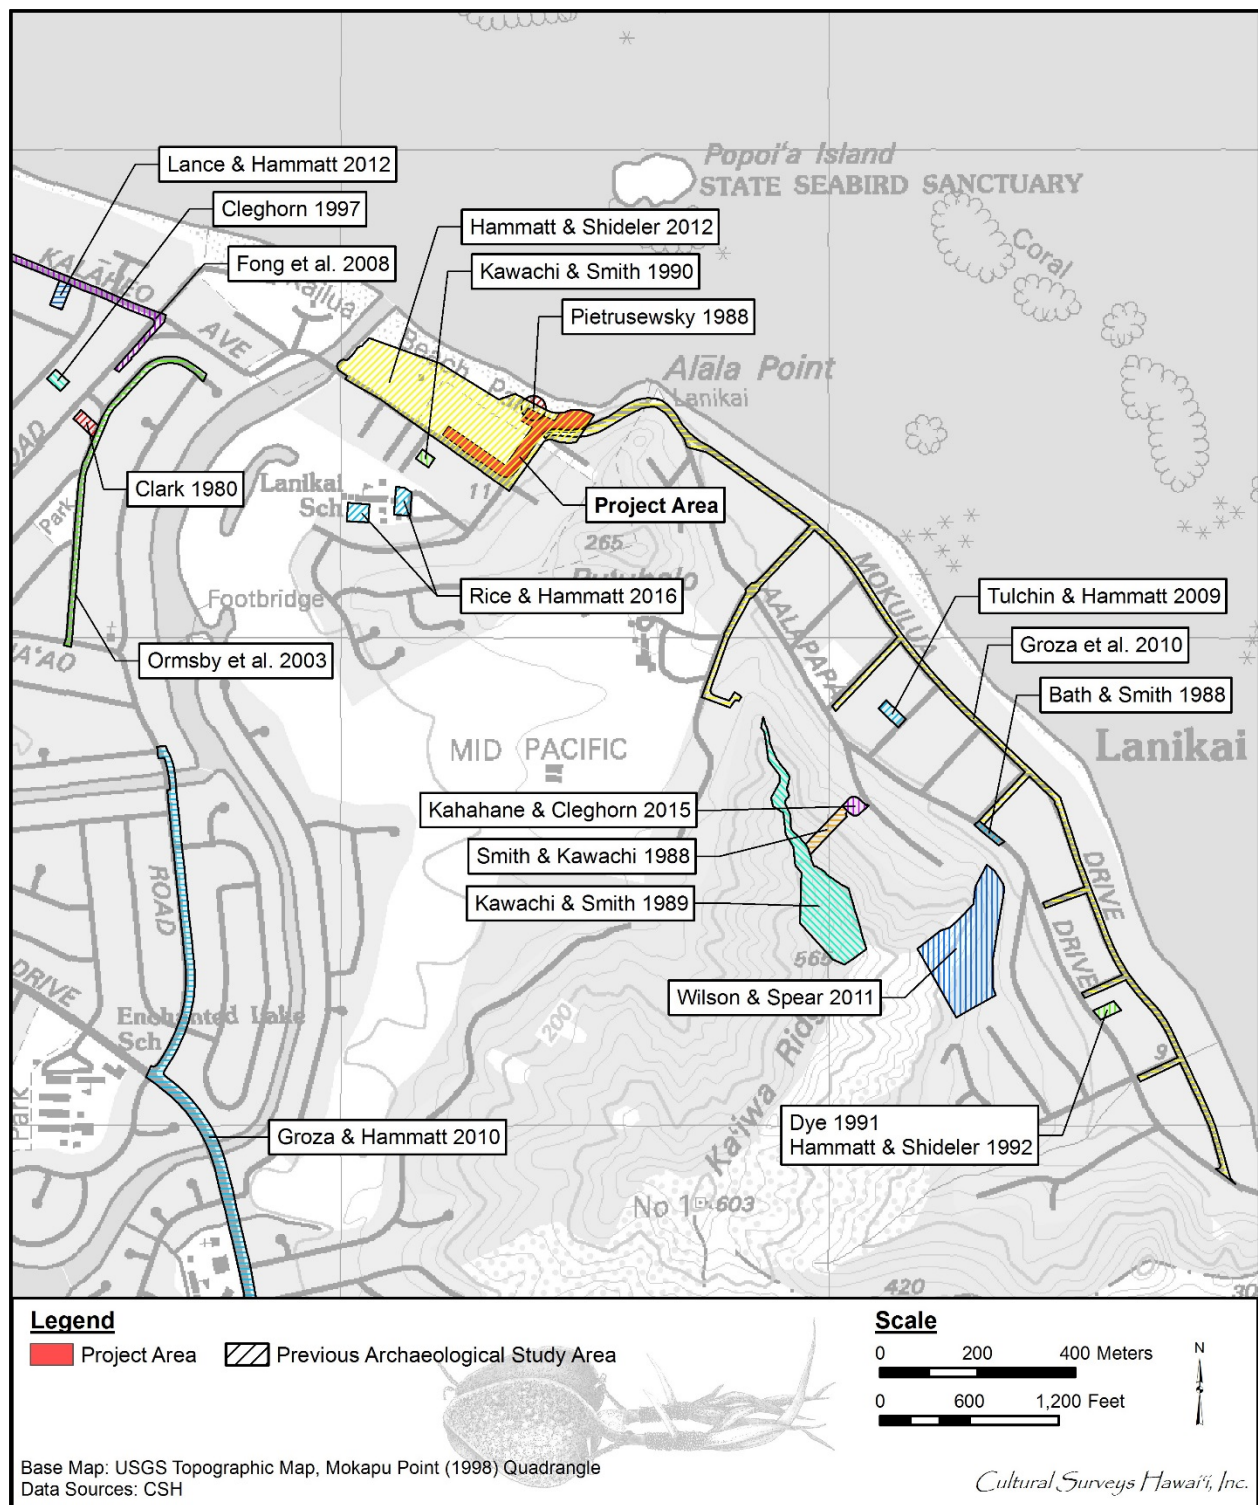 Popoi'a Island
STATE SEABIRD SANCTUARY
Lance & Hammatt 2012
Cleghorn 1997
Hammatt & Shideler 2012
Fong et al. 2008
Kawachi & Smith 1990
Pietrusewsky 1988
Coral
KALĀHEO
AVE
Kailua
Beach
Alāla Point
Lanikai
Clark 1980
Lanikai
Sch
11
Project Area
ROAD
Park
265
Footbridge
Rice & Hammatt 2016
Tulchin & Hammatt 2009
Groza et al. 2010
Bath & Smith 1988
Ormsby et al. 2003
AALAPAPA
MOKULUA
Lanikai
MID PACIFIC
Kahahane & Cleghorn 2015
Smith & Kawachi 1988
Kawachi & Smith 1989
ROAD
DRIVE
DRIVE
565
Wilson & Spear 2011
DRIVE
Enchanted Lake
Sch
200
Ka'iwa Ridge
9
Park
Groza & Hammatt 2010
Dye 1991
Hammatt & Shideler 1992
No 1
603
420
30
Legend
Project Area
Previous Archaeological Study Area
Scale
0 200 400 Meters
0 600 1,200 Feet
N
Base Map: USGS Topographic Map, Mokapu Point (1998) Quadrangle
Data Sources: CSH
Cultural Surveys Hawai'i, Inc.